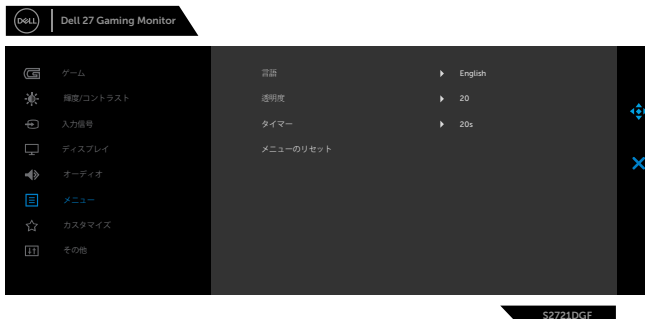 DELL
Dell 27 Gaming Monitor
ゲーム
言語
English
輝度/コントラスト
透明度
20
入力信号
タイマー
20s
ディスプレイ
メニューのリセット
オーディオ
メニュー
カスタマイズ
その他
S2721DGF